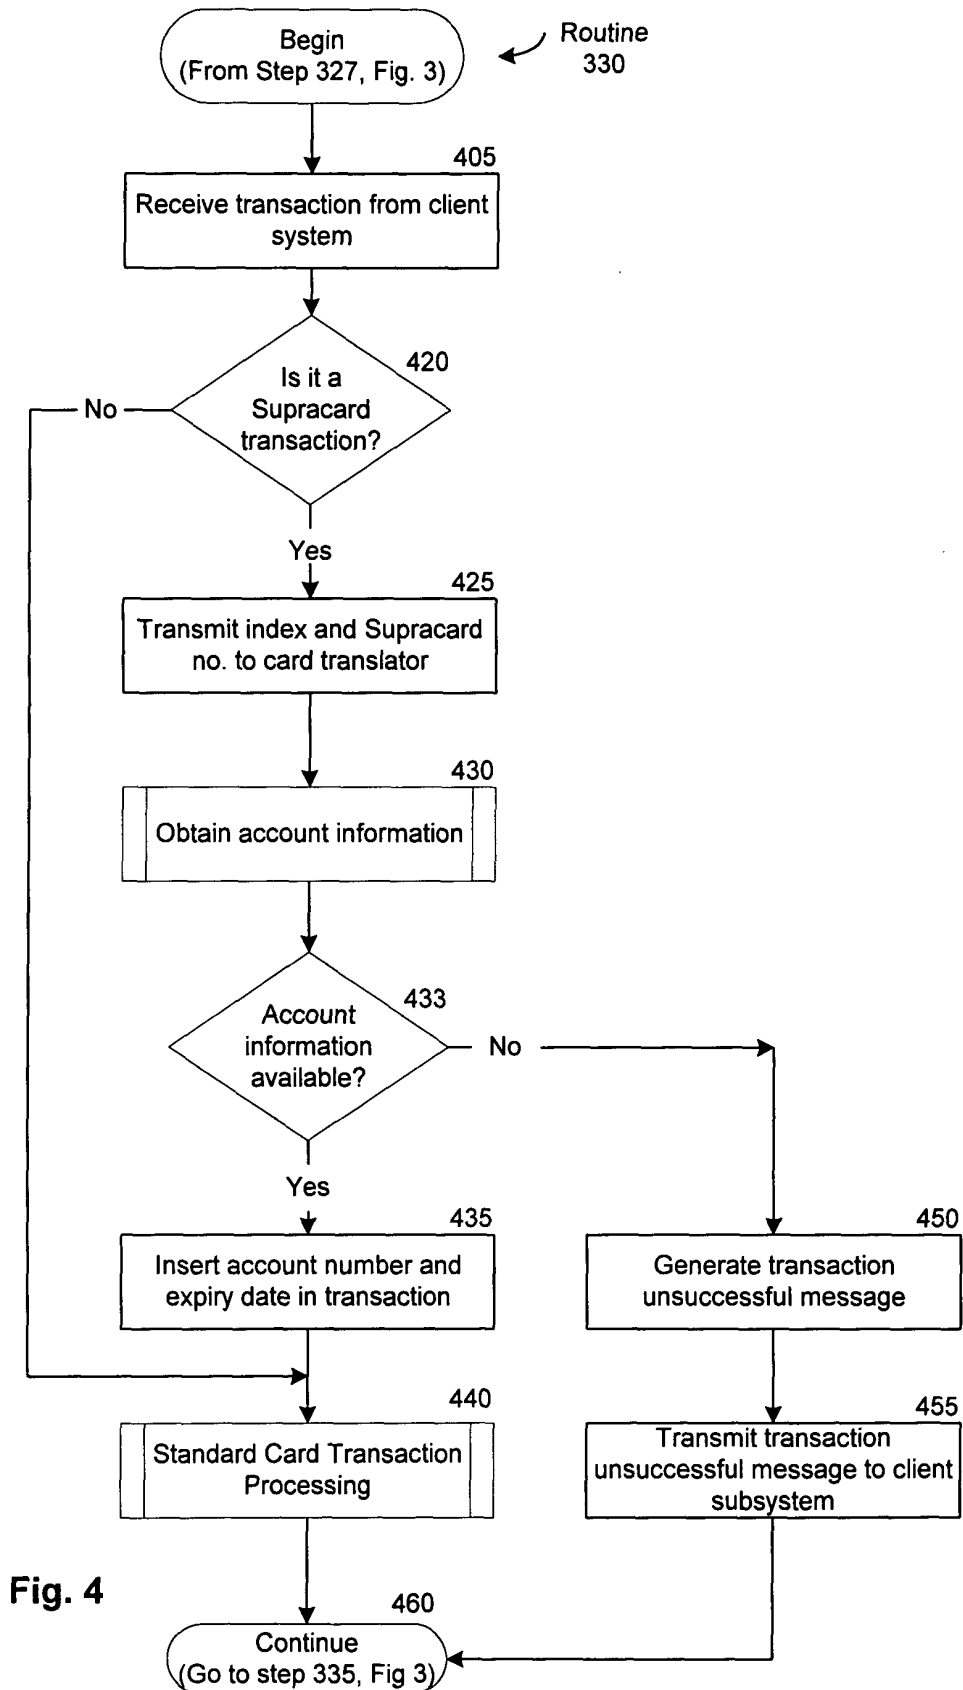 Begin
(From Step 327, Fig. 3)
Routine
330
405
Receive transaction from client
system
420
Is it a
Supracard
transaction?
No
Yes
425
Transmit index and Supracard
no. to card translator
430
Obtain account information
433
Account
information
available?
No
Yes
435
Insert account number and
expiry date in transaction
450
Generate transaction
unsuccessful message
440
Standard Card Transaction
Processing
455
Transmit transaction
unsuccessful message to client
subsystem
Fig. 4
460
Continue
(Go to step 335, Fig 3)